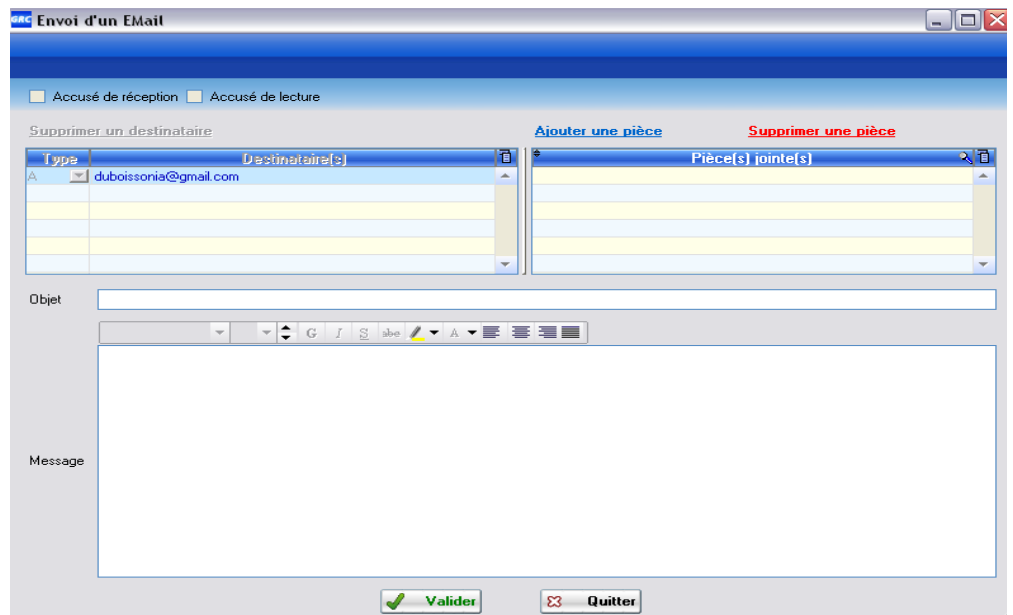 GRC Envoi d'un EMail
Accusé de réception Accusé de lecture
Supprimer un destinataire Ajouter une pièce Supprimer une pièce
Type Destinataire(s) Pièce(s) jointe(s)
A duboissonia@gmail.com
Objet
G I S abc A
Message
Valider Quitter